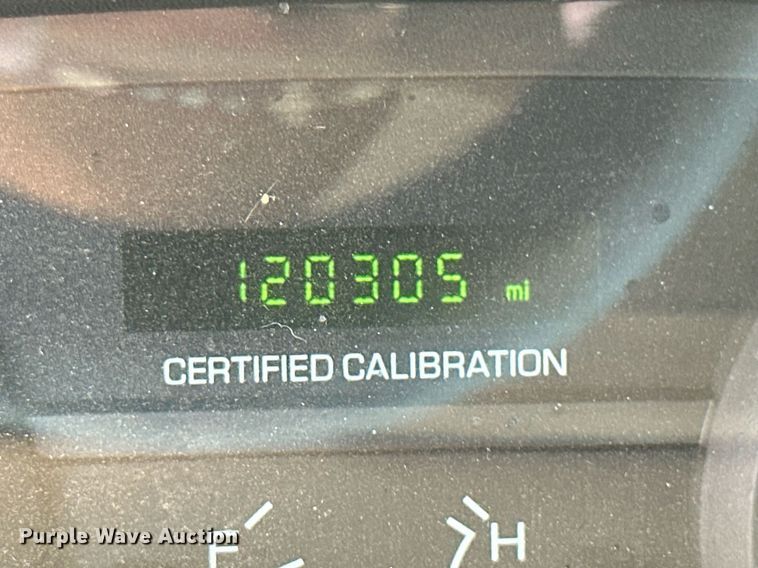 120305 mi
CERTIFIED CALIBRATION
F H
Purple Wave Auction